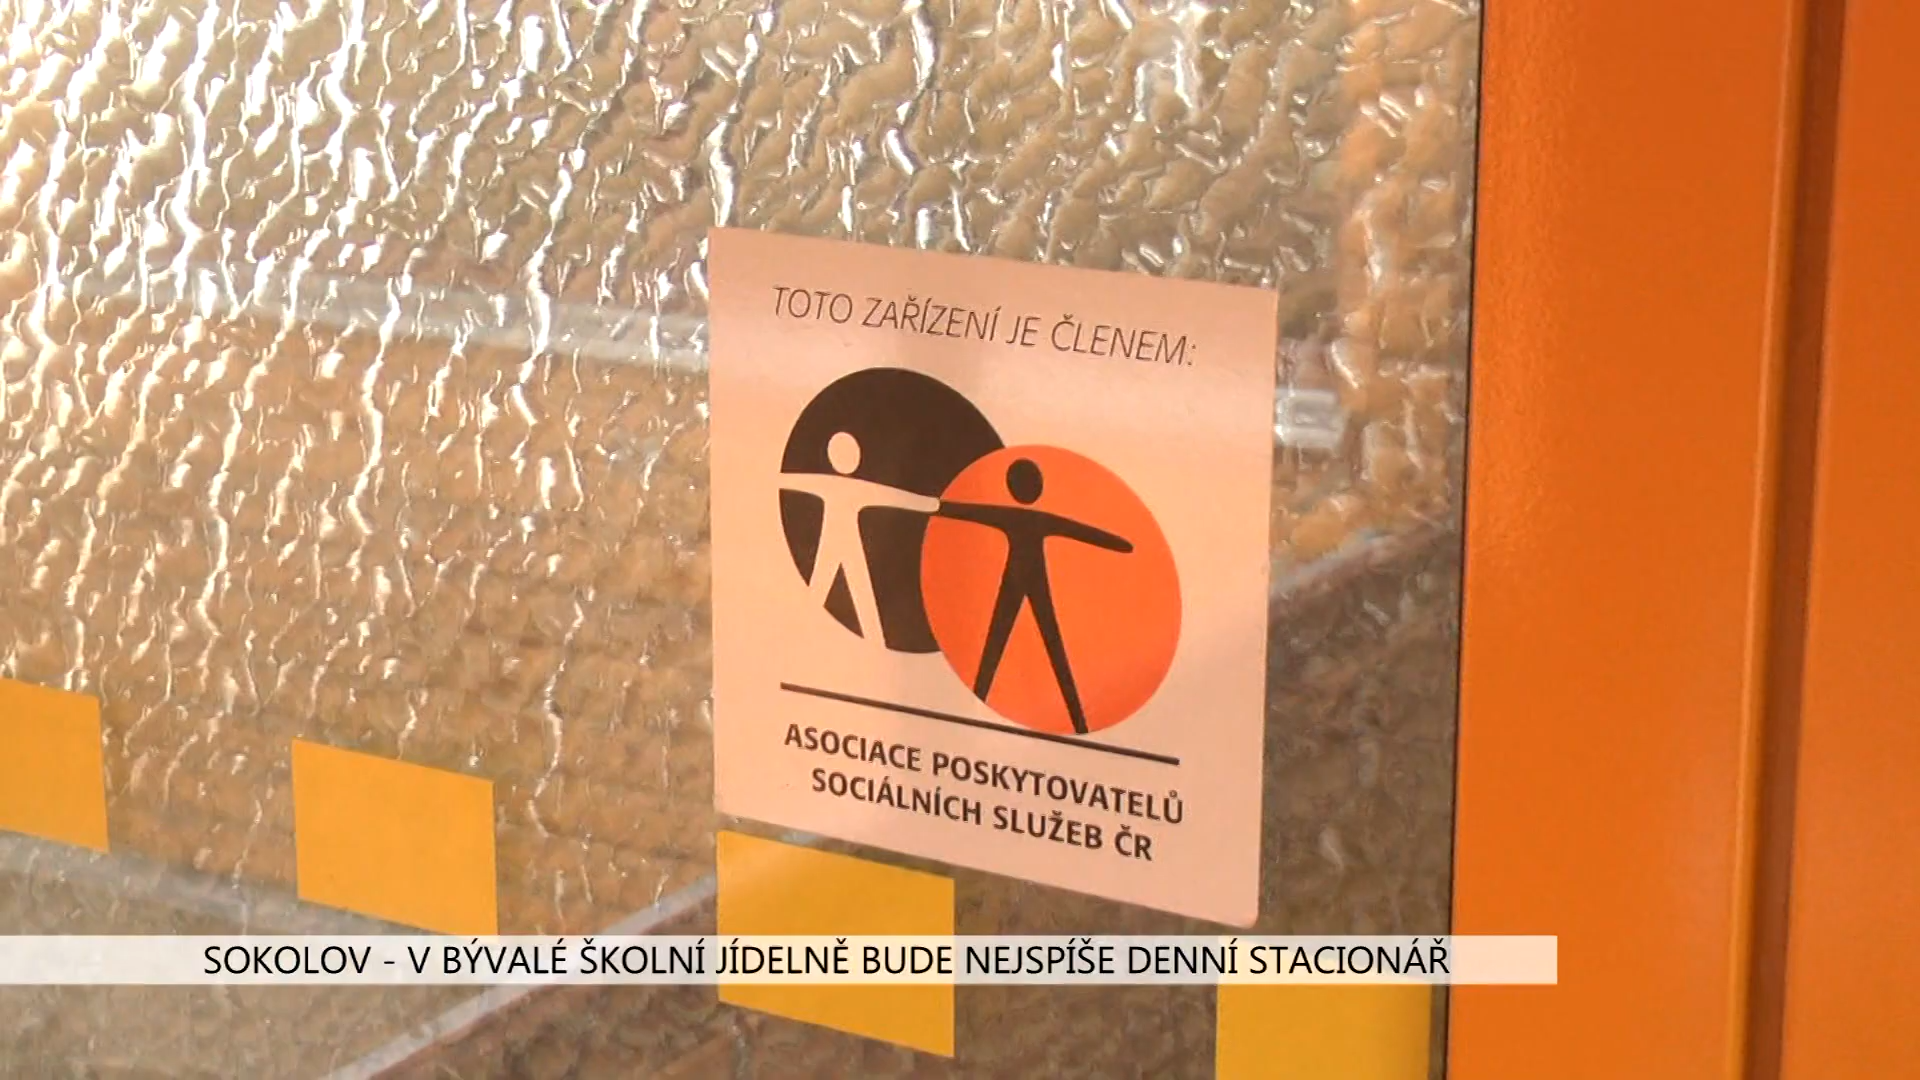 TOTO ZAŘÍZENÍ JE ČLENEM:
ASOCIACE POSKYTOVATELŮ
SOCIÁLNÍCH SLUŽEB ČR
SOKOLOV - V BÝVALÉ ŠKOLNÍ JÍDELNĚ BUDE NEJSPÍŠE DENNÍ STACIONÁŘ